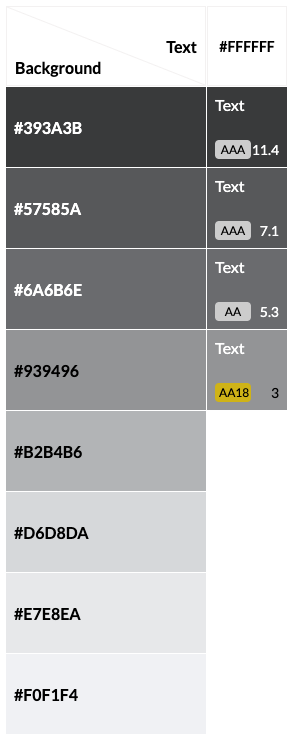 Text
#FFFFFF
Background
#393A3B
Text
AAA 11.4
#57585A
Text
AAA 7.1
#6A6B6E
Text
AA 5.3
#939496
Text
AA18 3
#B2B4B6
#D6D8DA
#E7E8EA
#F0F1F4